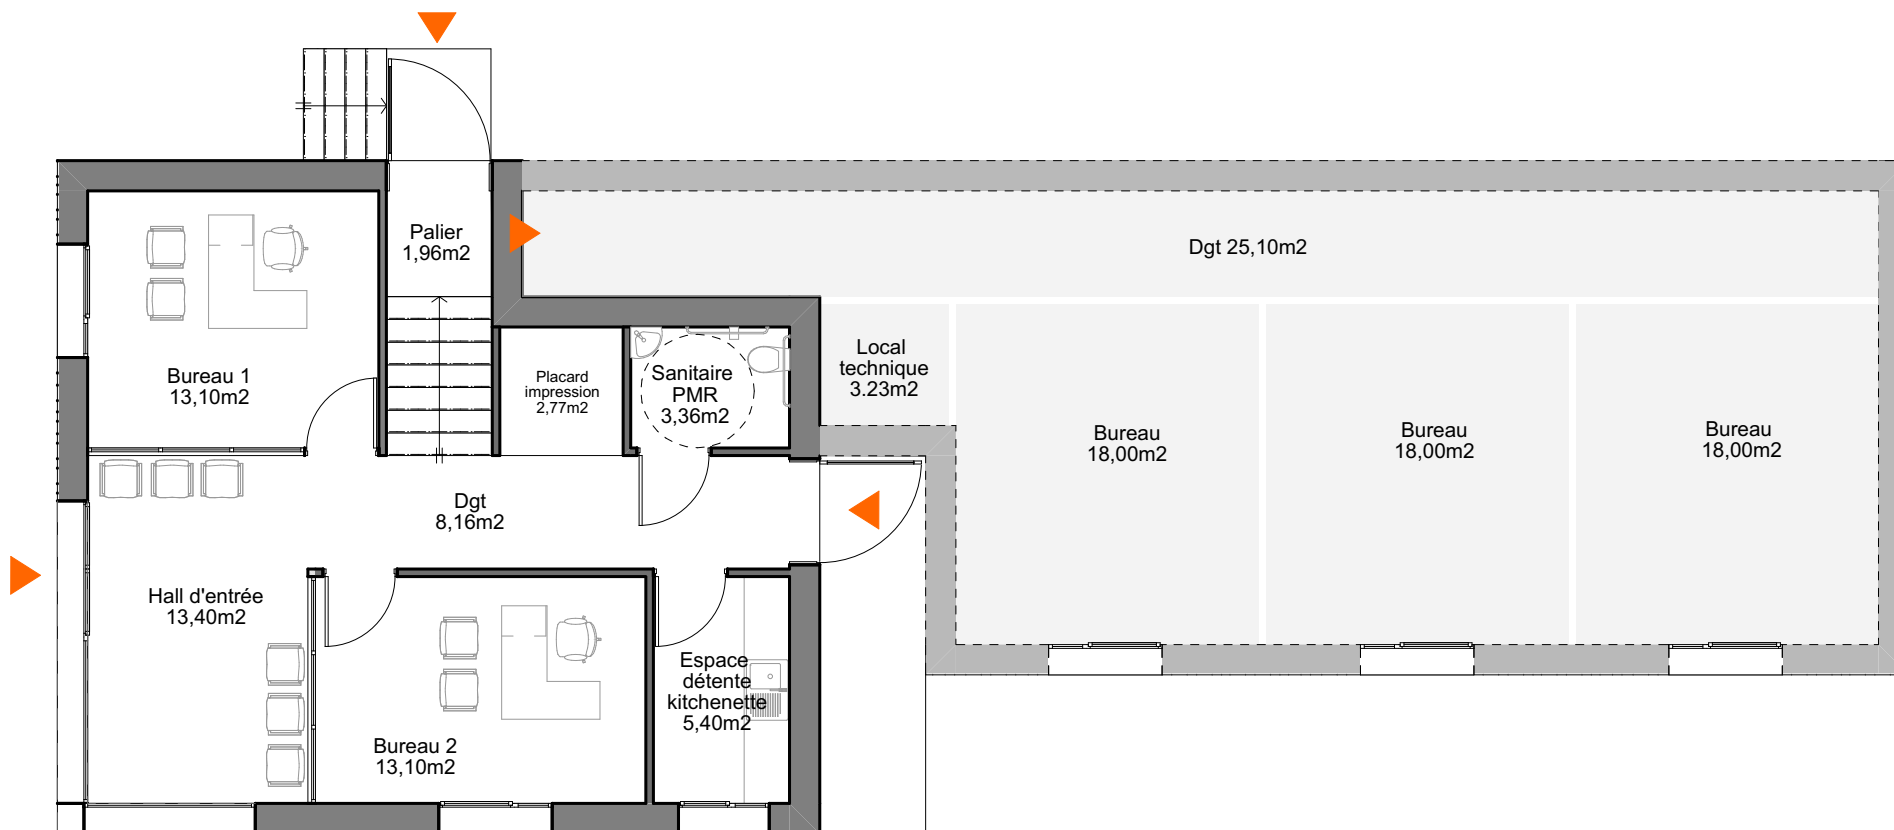 Palier
1,96m2
Dgt 25,10m2
Bureau 1
13,10m2
Placard
impression
2,77m2
Sanitaire
PMR
3,36m2
Local
technique
3.23m2
Bureau
18,00m2
Bureau
18,00m2
Bureau
18,00m2
Dgt
8,16m2
Hall d'entrée
13,40m2
Bureau 2
13,10m2
Espace
détente
kitchenette
5,40m2